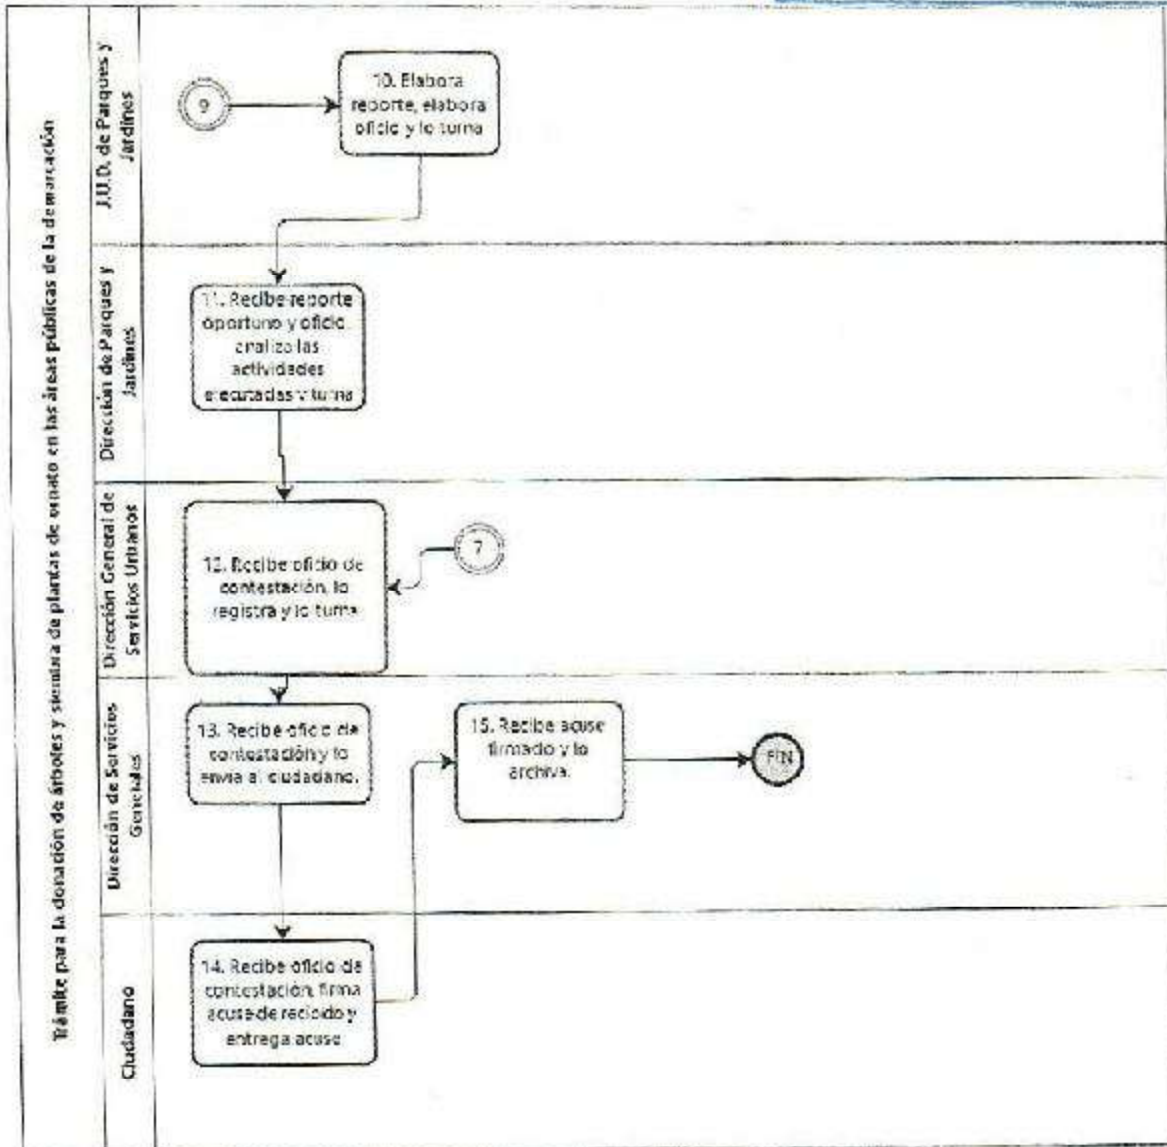 Trámite para la donación de árboles y siembra de plantas de ornato en las áreas públicas de la demarcación
J.U.D. de Parques y
Jardines
9
10. Elabora
reporte, elabora
oficio y lo turna
Dirección de Parques y
Jardines
11. Recibe reporte
oportuno y oficio,
analiza las
actividades
ejecutadas y turna
Dirección General de
Servicios Urbanos
12. Recibe oficio de
contestación, lo
registra y lo turna
7
Dirección de Servicios
Generales
13. Recibe oficio de
contestación y lo
envía al ciudadano.
15. Recibe acuse
firmado y lo
archiva.
FIN
Ciudadano
14. Recibe oficio de
contestación, firma
acuse de recibido y
entrega acuse